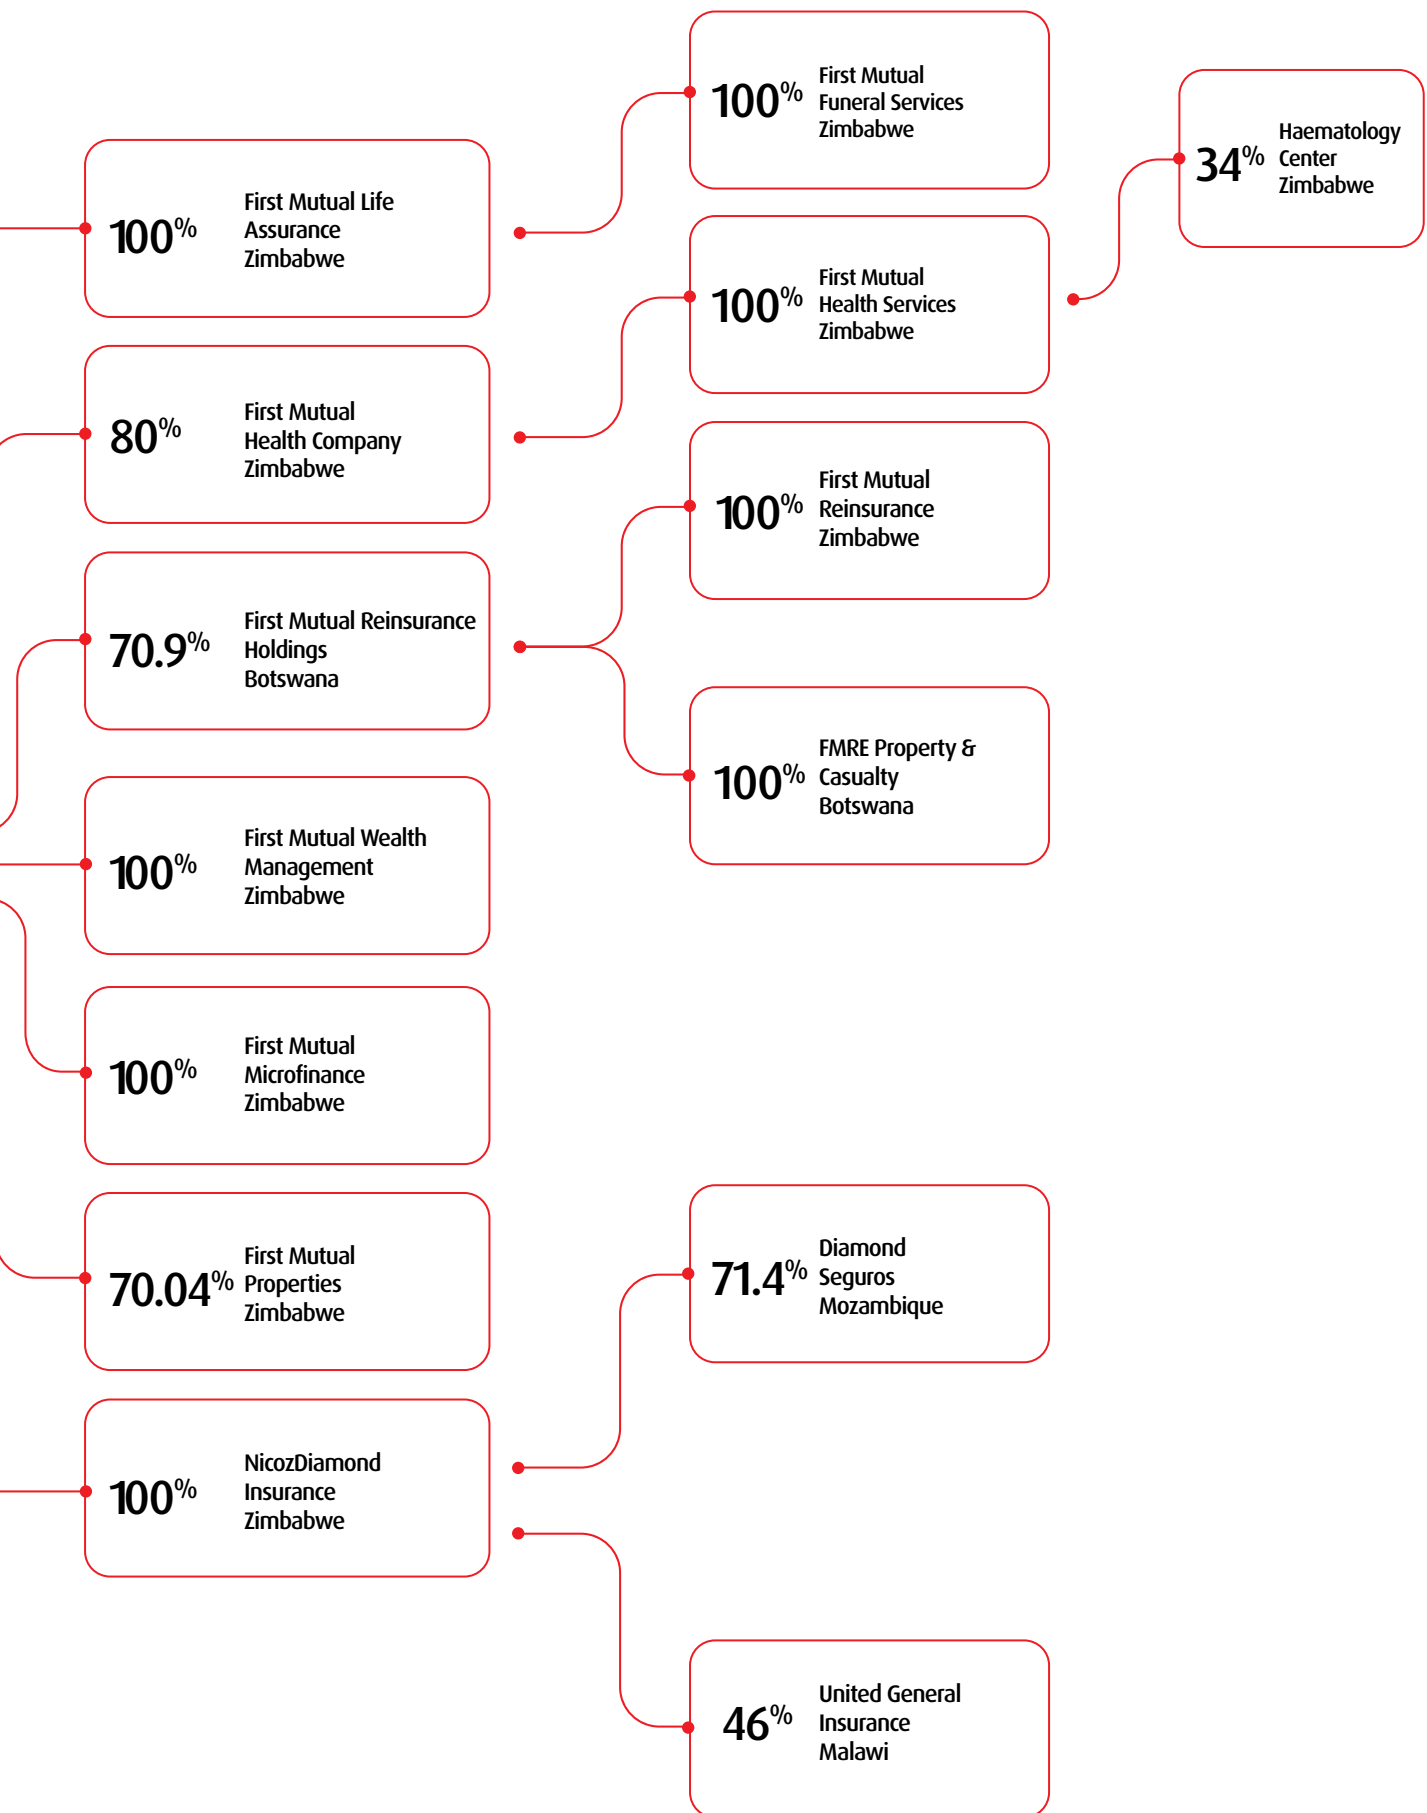 100%
First Mutual Life
Assurance
Zimbabwe
80%
First Mutual
Health Company
Zimbabwe
70.9%
First Mutual Reinsurance
Holdings
Botswana
100%
First Mutual Wealth
Management
Zimbabwe
100%
First Mutual
Microfinance
Zimbabwe
70.04%
First Mutual
Properties
Zimbabwe
100%
NicozDiamond
Insurance
Zimbabwe
100%
First Mutual
Funeral Services
Zimbabwe
100%
First Mutual
Health Services
Zimbabwe
100%
First Mutual
Reinsurance
Zimbabwe
100%
FMRE Property &
Casualty
Botswana
71.4%
Diamond
Seguros
Mozambique
46%
United General
Insurance
Malawi
34%
Haematology
Center
Zimbabwe